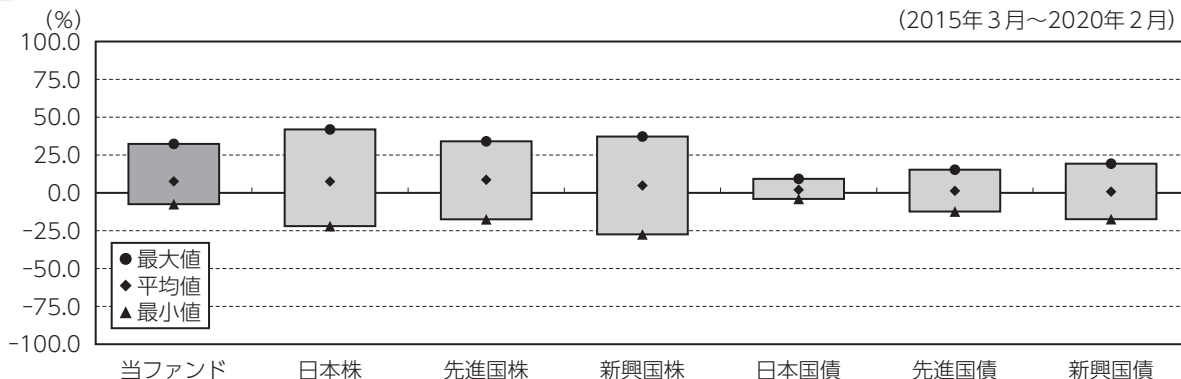 (%)
(2015年3月～2020年2月)
100.0
75.0
50.0
25.0
0.0
-25.0
-50.0
-75.0
-100.0
●最大値
◆平均値
▲最小値
当ファンド 日本株 先進国株 新興国株 日本国債 先進国債 新興国債